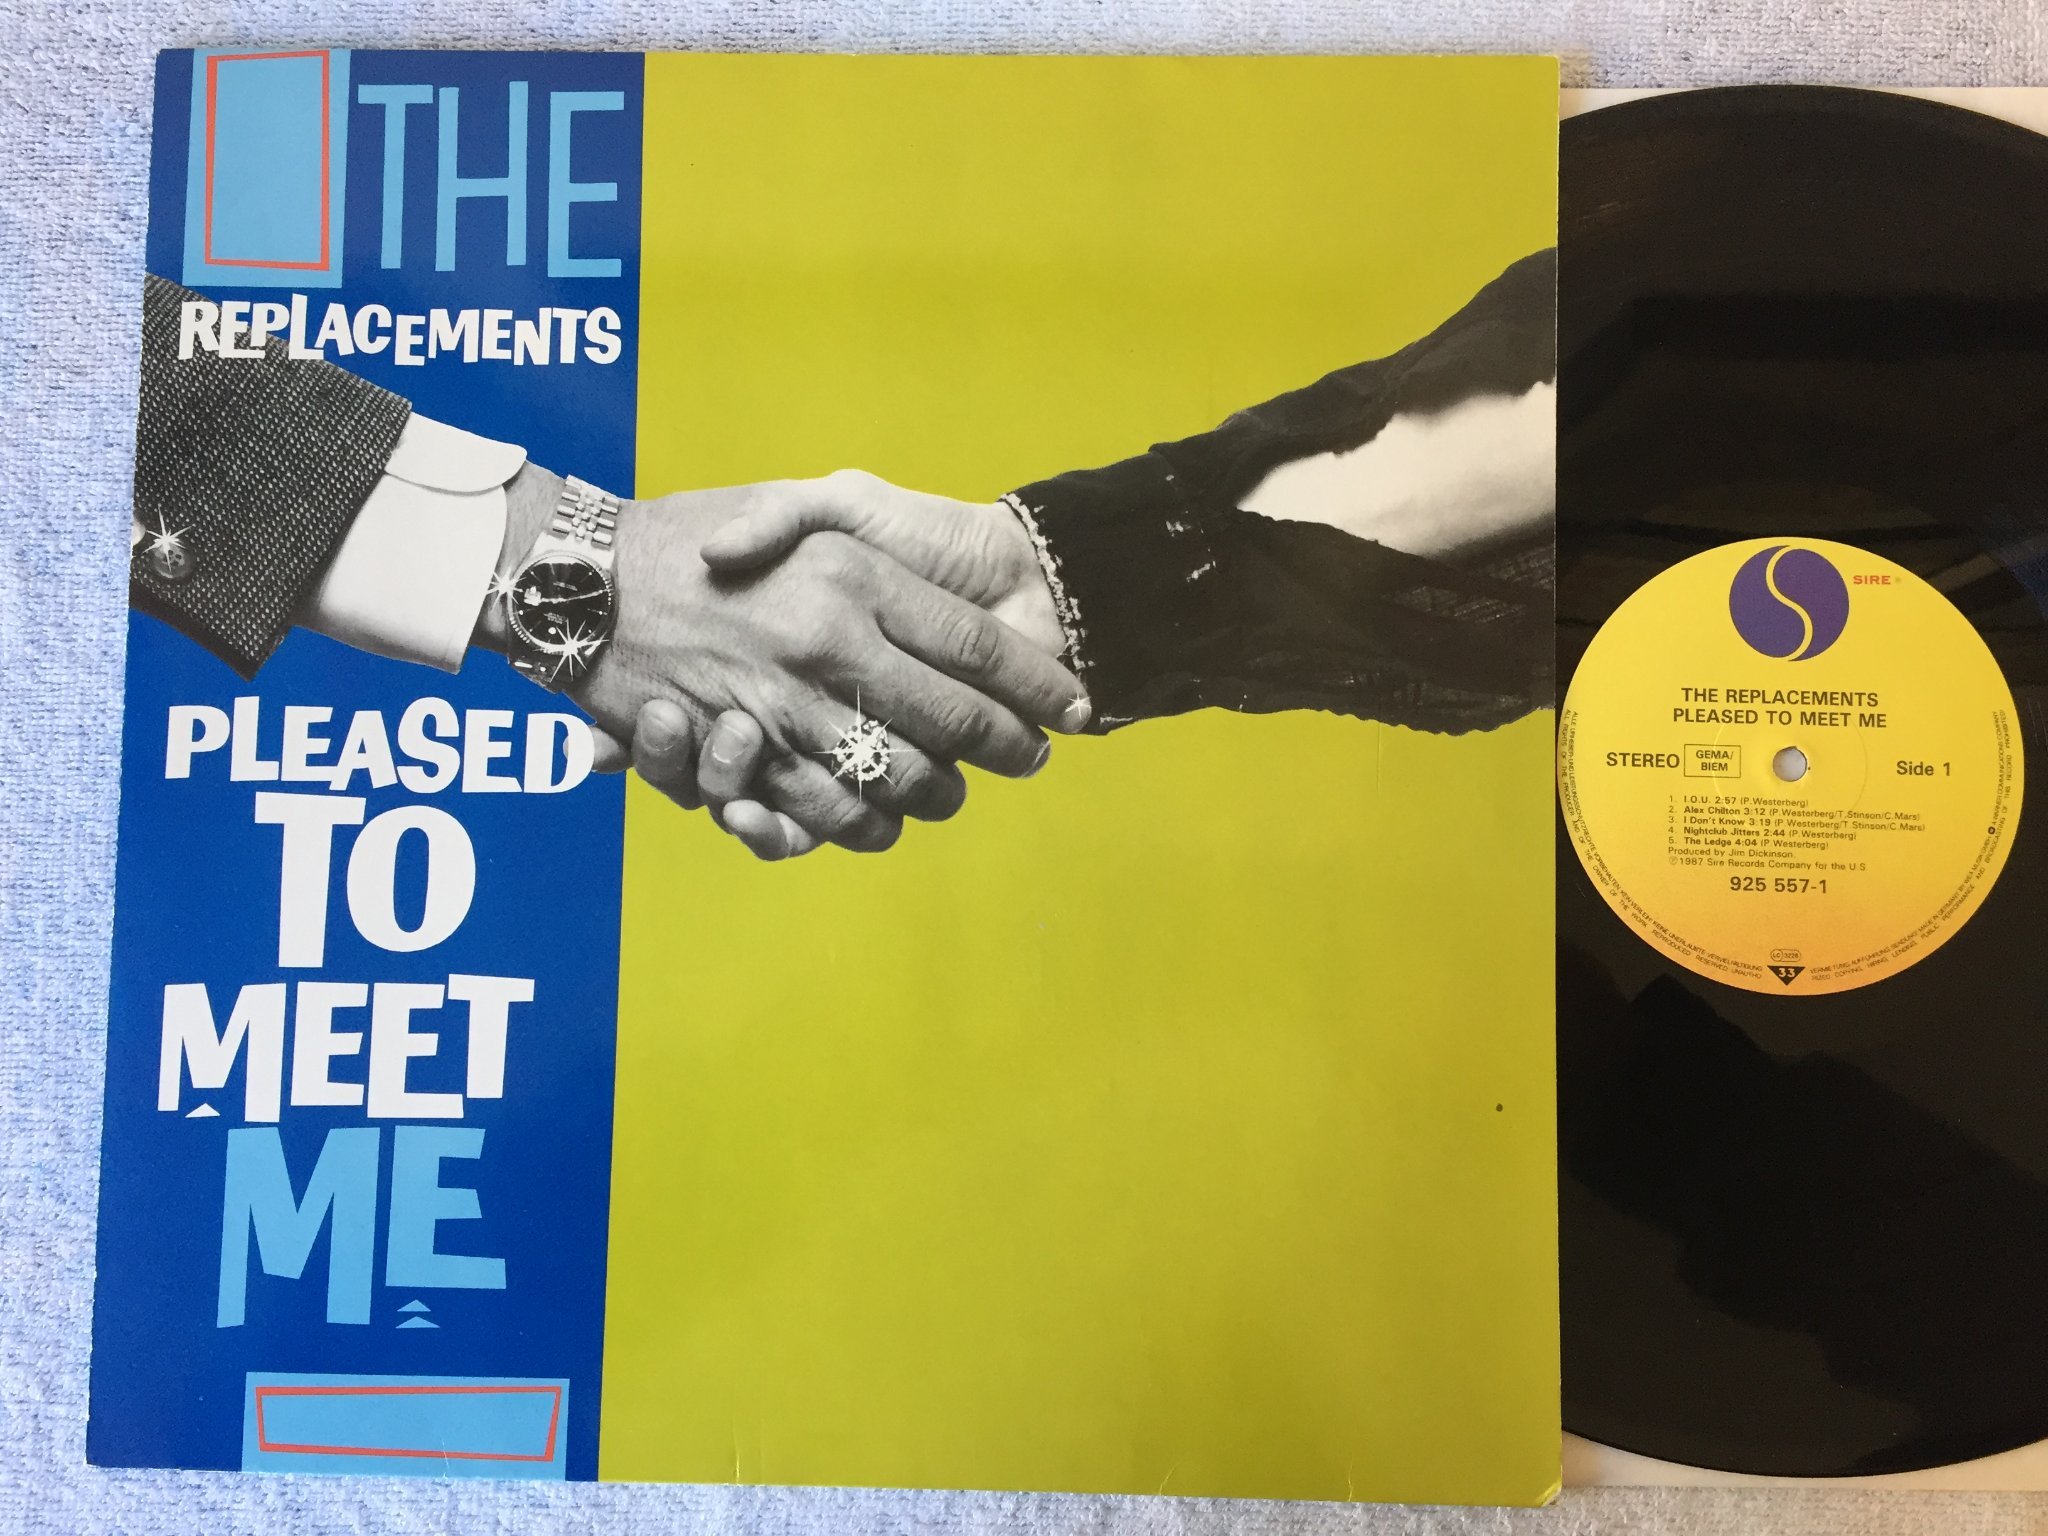 THE
REPLACEMENTS
PLEASED
TO
MEET
ME
SIRE
THE REPLACEMENTS
PLEASED TO MEET ME
STEREO GEMA/BIEM Side 1
1. I.O.U. 2:57 (P.Westerberg)
2. Alex Chilton 3:12 (P.Westerberg/T.Stinson/C.Mars)
3. I Don't Know 3:19 (P.Westerberg/T.Stinson/C.Mars)
4. Nightclub Jitters 2:44 (P.Westerberg)
5. The Ledge 4:04 (P.Westerberg)
Produced by Jim Dickinson.
℗ 1987 Sire Records Company for the U.S.
925 557-1
LC 3228
33